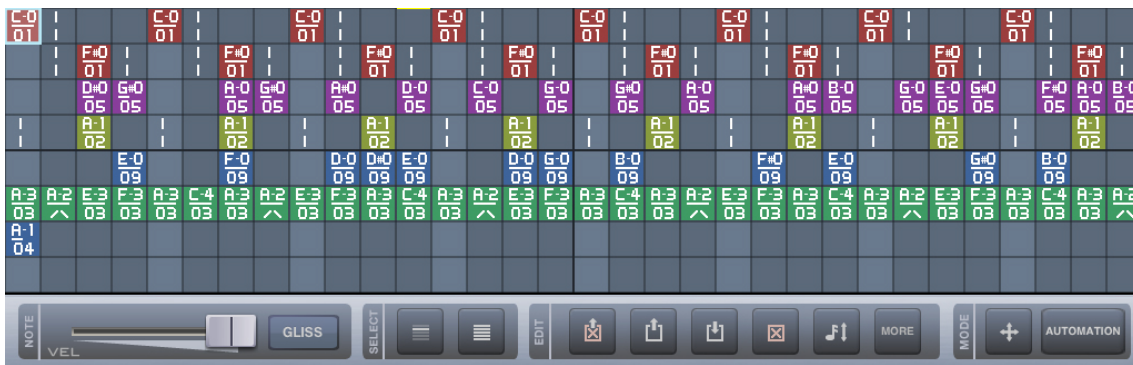 C-0 C-0 C-0 C-0 C-0 C-0 C-0 C-0
01 01 01 01 01 01 01 01
F#0 F#0 F#0 F#0 F#0 F#0 F#0 F#0
01 01 01 01 01 01 01 01
D#0 G#0 A-0 G#0 A#0 D-0 C-0 G-0 G#0 A-0 A#0 B-0 G-0 E-0 G#0 F#0 A-0 B-0
05 05 05 05 05 05 05 05 05 05 05 05 05 05 05 05 05 05
A-1 A-1 A-1 A-1 A-1 A-1 A-1 A-1
02 02 02 02 02 02 02 02
E-0 F-0 D-0 D#0 E-0 D-0 G-0 B-0 F#0 E-0 G#0 B-0
09 09 09 09 09 09 09 09 09 09 09 09
A-3 A-2 E-3 F-3 A-3 C-4 A-3 A-2 E-3 F-3 A-3 C-4 A-3 A-2 E-3 F-3 A-3 C-4 A-3 A-2 E-3 F-3 A-3 C-4 A-3 A-2 E-3 F-3 A-3 C-4 A-3 A-2
03 03 03 03 03 03 03 03 03 03 03 03 03 03 03 03 03 03 03 03 03 03 03 03 03 03
A-1
04
NOTE
VEL
GLISS
SELECT
EDIT
MORE
MODE
AUTOMATION